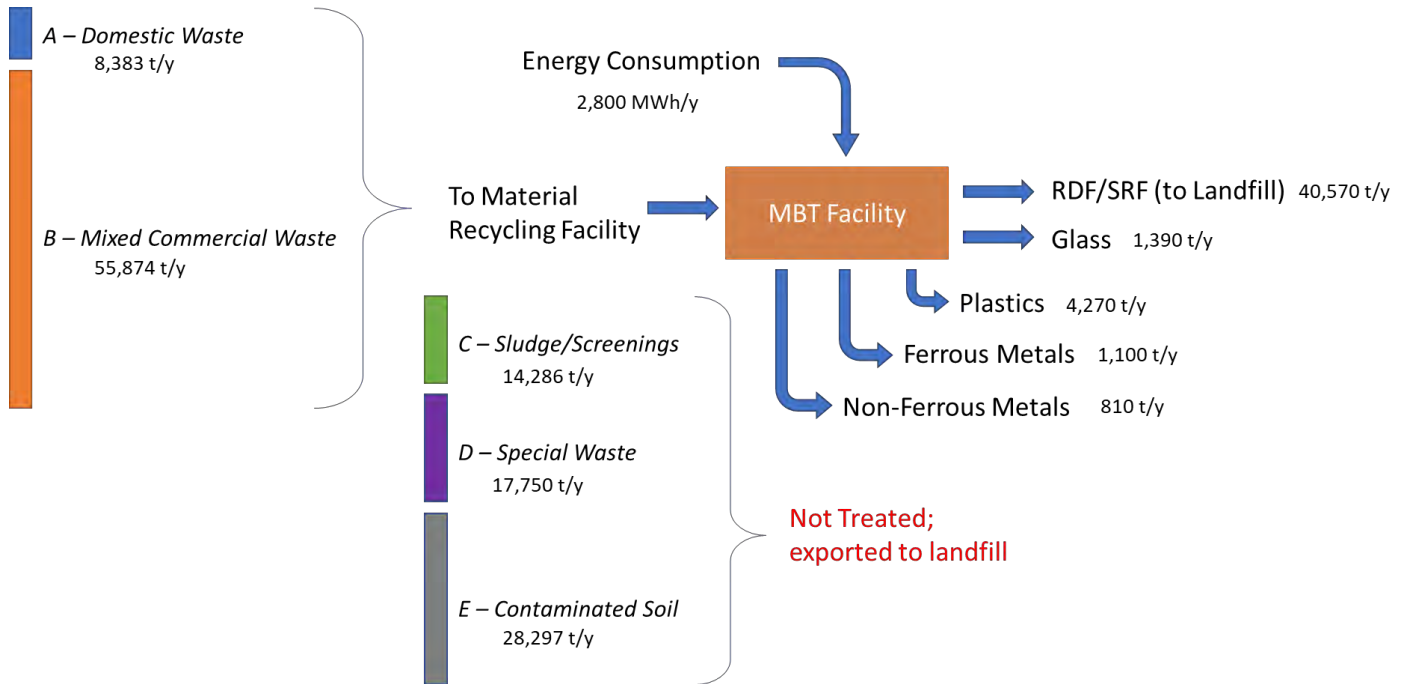 A – Domestic Waste
8,383 t/y
B – Mixed Commercial Waste
55,874 t/y
Energy Consumption
2,800 MWh/y
To Material
Recycling Facility
MBT Facility
RDF/SRF (to Landfill) 40,570 t/y
Glass 1,390 t/y
Plastics 4,270 t/y
Ferrous Metals 1,100 t/y
Non-Ferrous Metals 810 t/y
C – Sludge/Screenings
14,286 t/y
D – Special Waste
17,750 t/y
E – Contaminated Soil
28,297 t/y
Not Treated;
exported to landfill